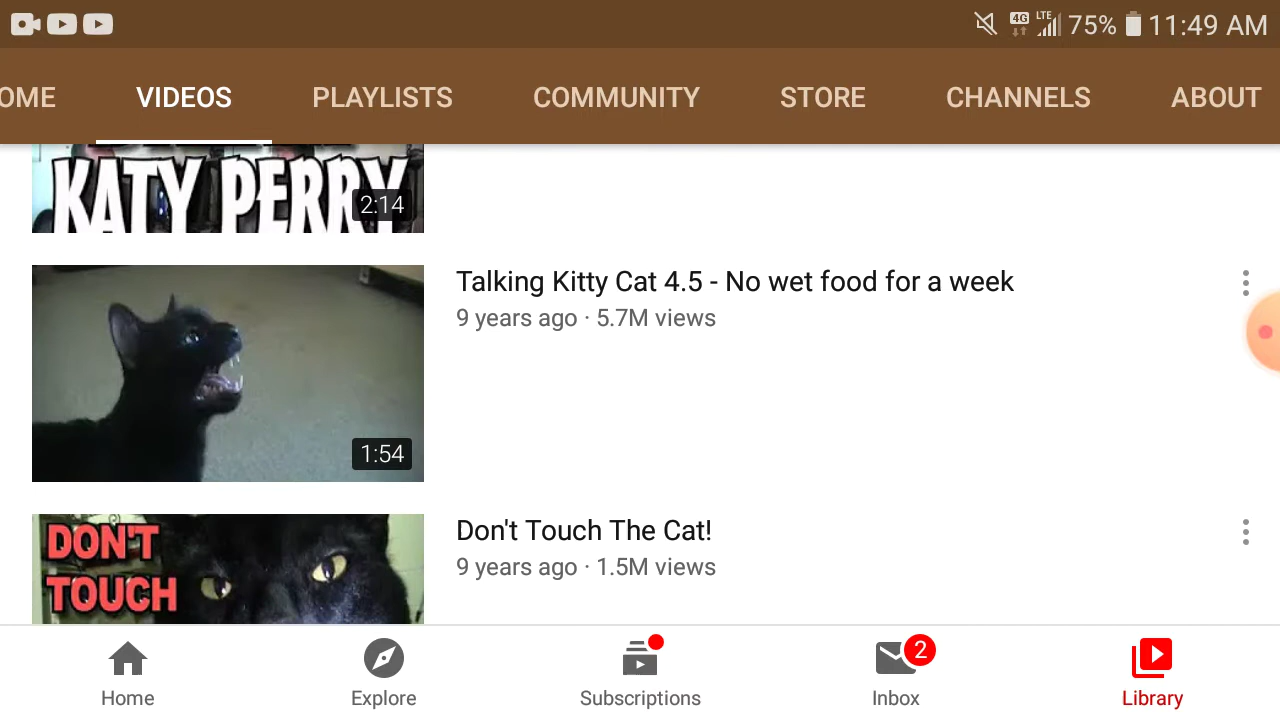 4G LTE 75% 11:49 AM
OME VIDEOS PLAYLISTS COMMUNITY STORE CHANNELS ABOUT
KATY PERRY
2:14
Talking Kitty Cat 4.5 - No wet food for a week
9 years ago · 5.7M views
1:54
DON'T
TOUCH
Don't Touch The Cat!
9 years ago · 1.5M views
2
Home Explore Subscriptions Inbox Library